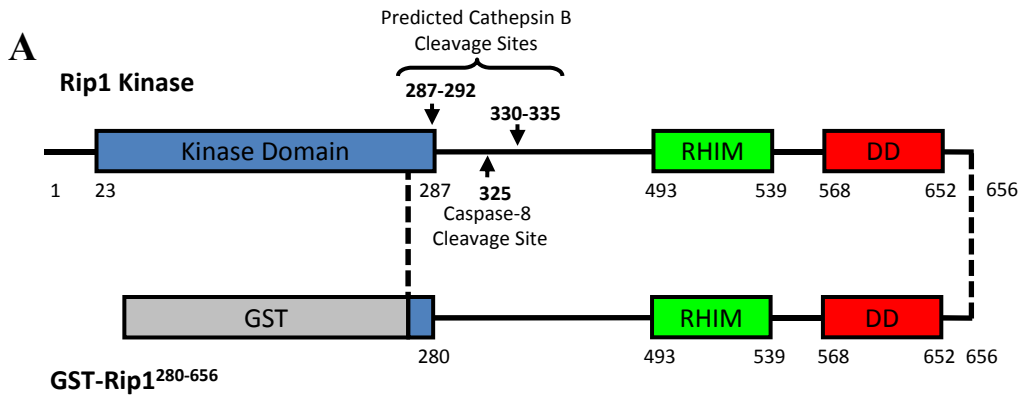 A
Predicted Cathepsin B
Cleavage Sites
Rip1 Kinase
287-292
330-335
Kinase Domain
RHIM
DD
1 23 287 325 493 539 568 652 656
Caspase-8
Cleavage Site
GST
RHIM
DD
280 493 539 568 652 656
GST-Rip1280-656